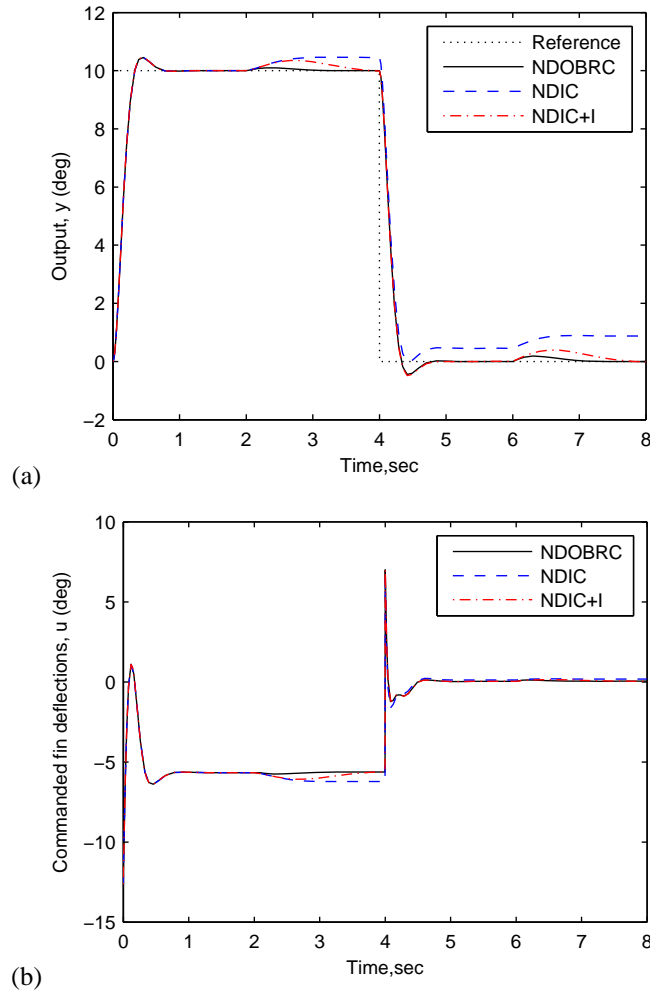 12
10
8
6
4
2
0
−2
Output, y (deg)
Reference
NDOBRC
NDIC
NDIC+I
0 1 2 3 4 5 6 7 8
Time,sec
(a)
10
5
0
−5
−10
−15
Commanded fin deflections, u (deg)
NDOBRC
NDIC
NDIC+I
0 1 2 3 4 5 6 7 8
Time,sec
(b)